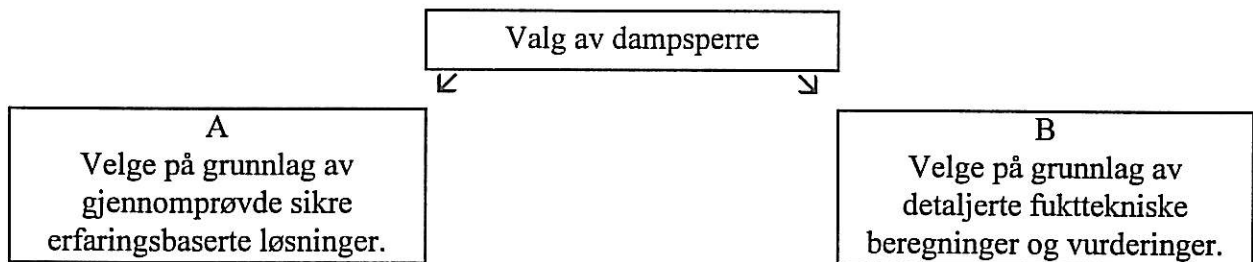 Valg av dampsperre
A
Velge på grunnlag av
gjennomprøvde sikre
erfaringsbaserte løsninger.
B
Velge på grunnlag av
detaljerte fukttekniske
beregninger og vurderinger.